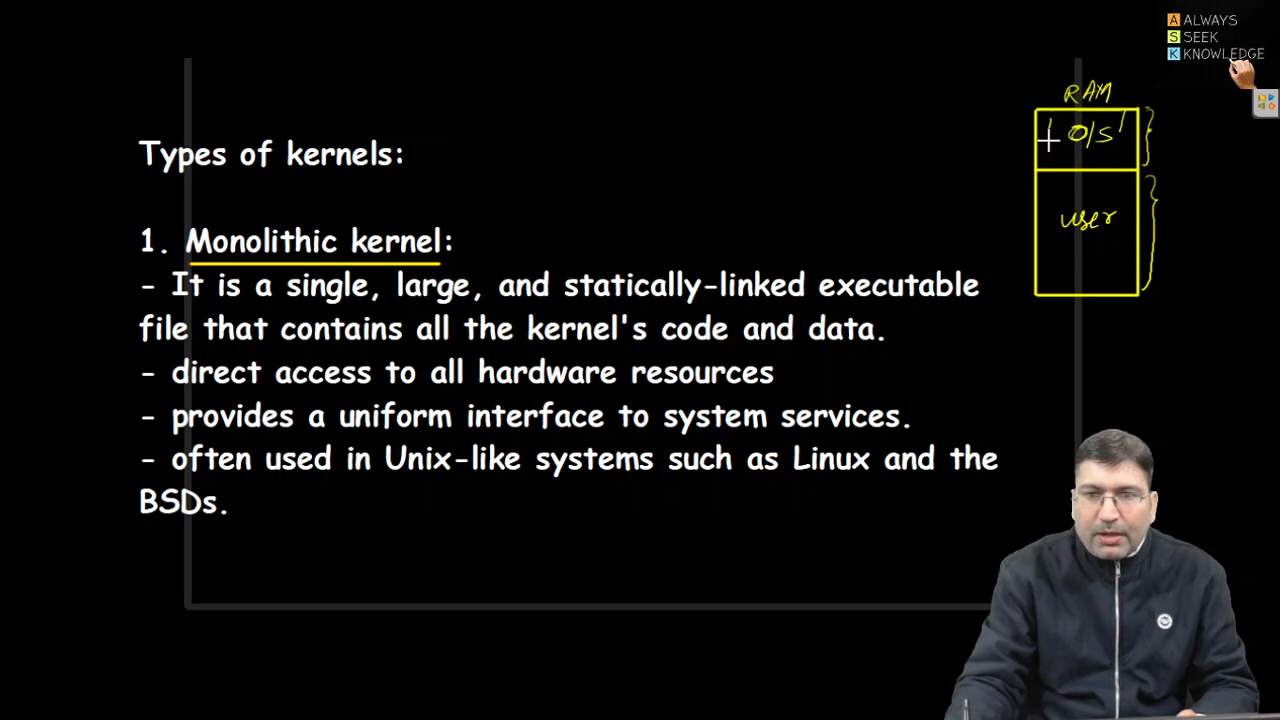 A ALWAYS
S SEEK
K KNOWLEDGE
RAM
O/S
user
Types of kernels:
1. Monolithic kernel:
- It is a single, large, and statically-linked executable
file that contains all the kernel's code and data.
- direct access to all hardware resources
- provides a uniform interface to system services.
- often used in Unix-like systems such as Linux and the
BSDs.